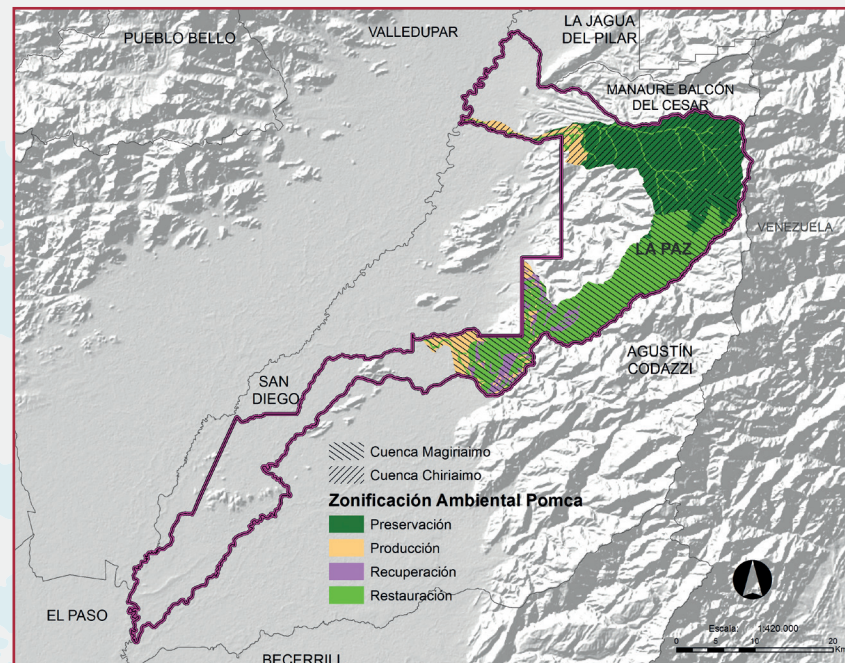 PUEBLO BELLO
VALLEDUPAR
LA JAGUA
DEL PILAR
MANAURE BALCÓN
DEL CESAR
VENEZUELA
LA PAZ
AGUSTÍN
CODAZZI
SAN
DIEGO
Cuenca Magiriaimo
Cuenca Chiriaimo
Zonificación Ambiental Pomca
Preservación
Producción
Recuperación
Restauración
EL PASO
BECERRIL
Escala: 1:420.000
0 5 10 20
Km